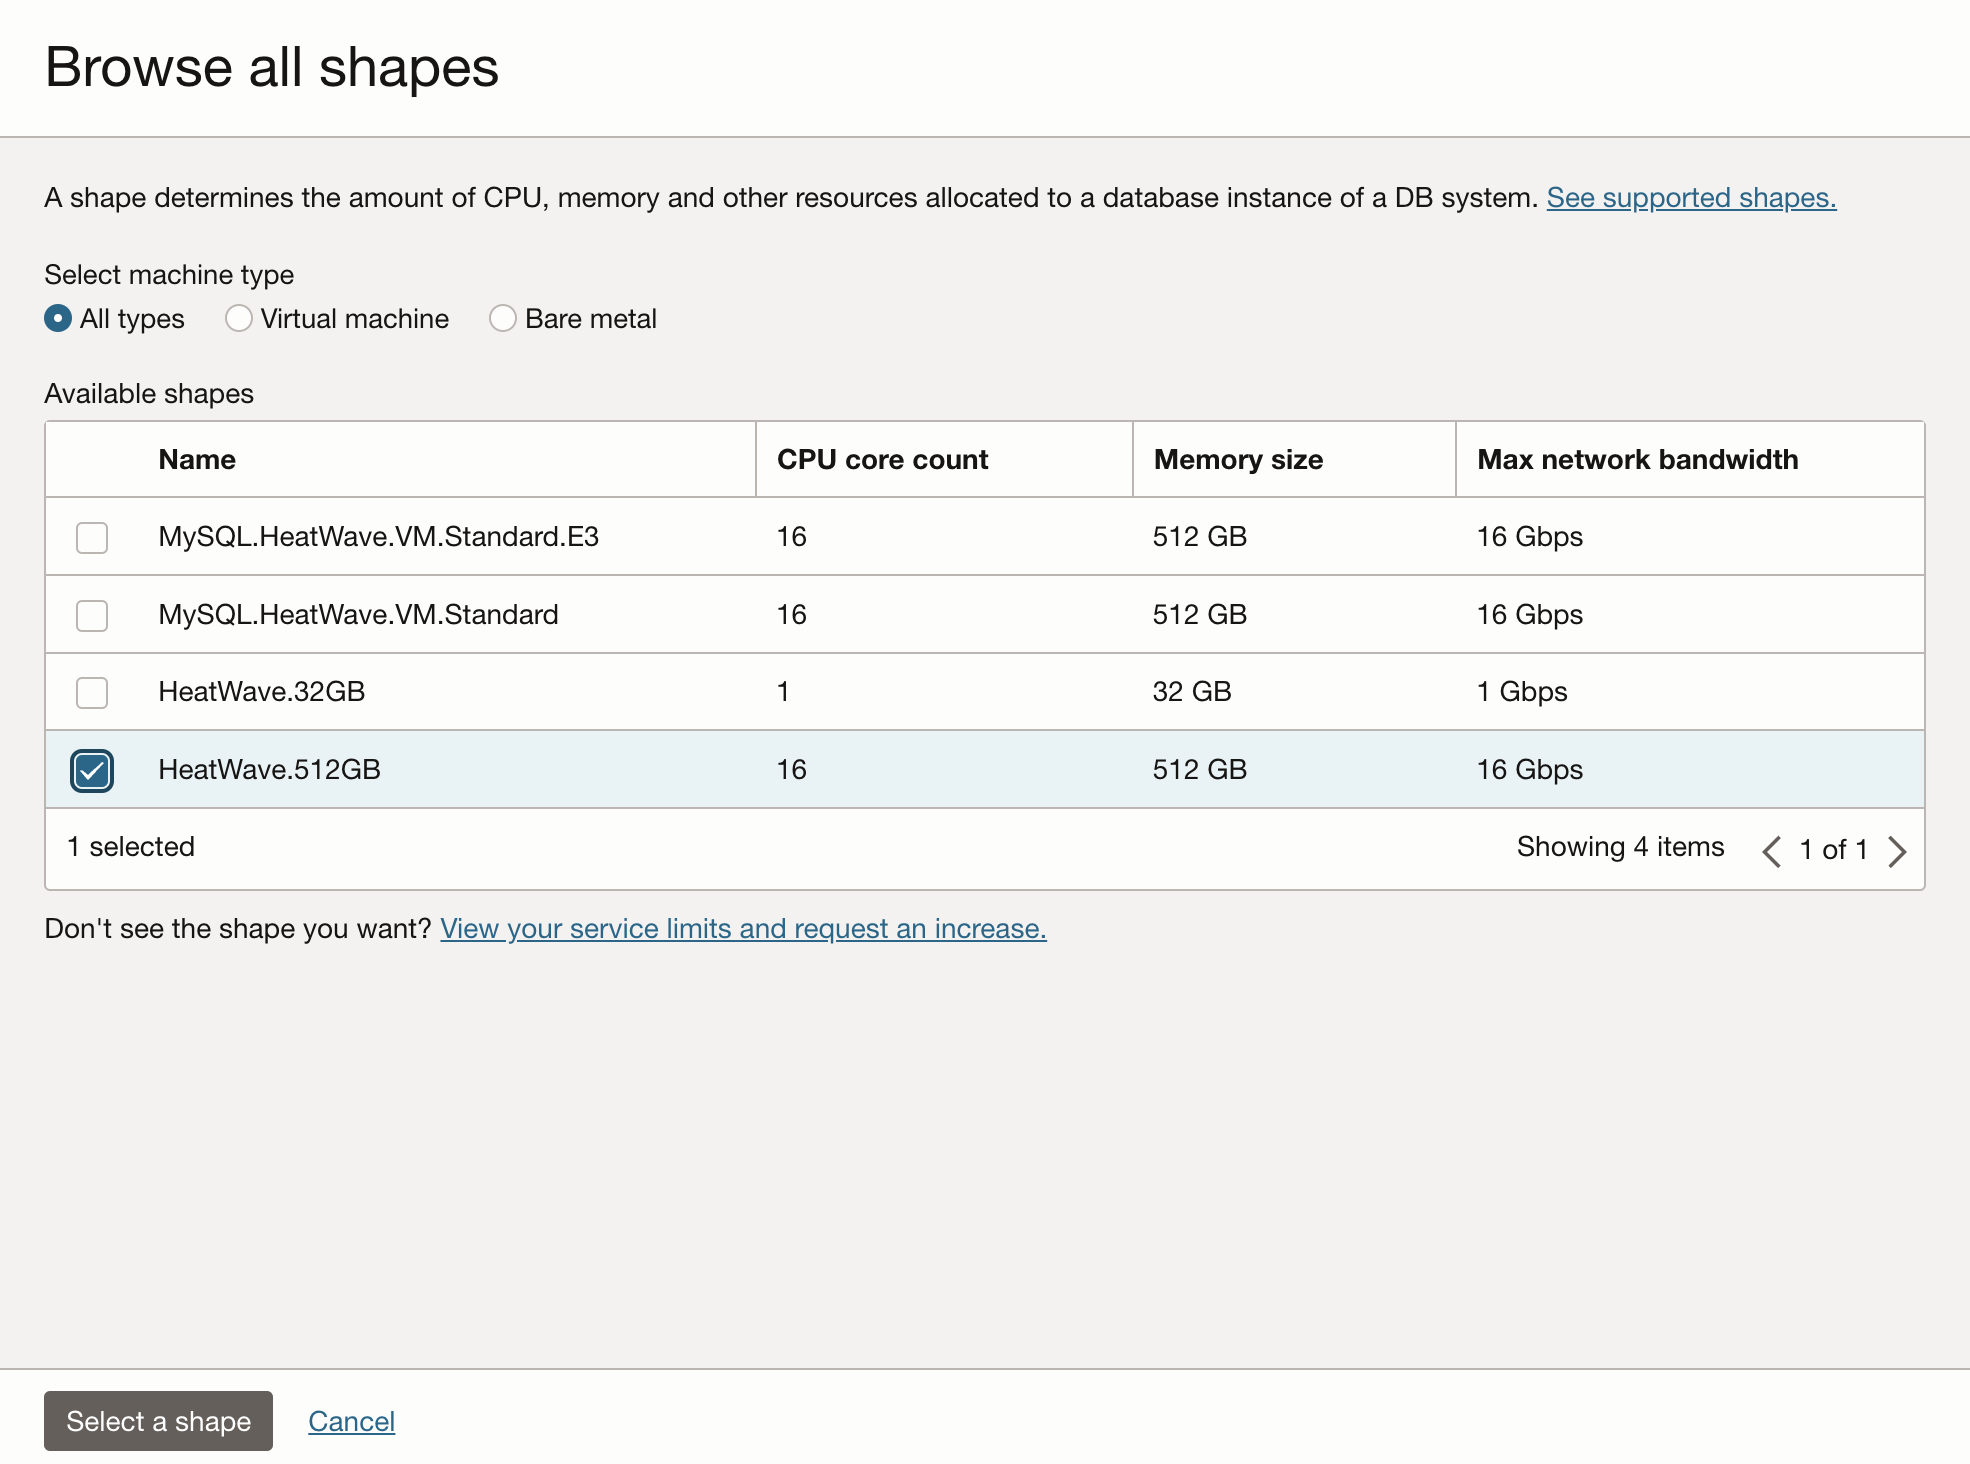 Browse all shapes
A shape determines the amount of CPU, memory and other resources allocated to a database instance of a DB system. See supported shapes.
Select machine type
All types Virtual machine Bare metal
Available shapes
Name CPU core count Memory size Max network bandwidth
MySQL.HeatWave.VM.Standard.E3 16 512 GB 16 Gbps
MySQL.HeatWave.VM.Standard 16 512 GB 16 Gbps
HeatWave.32GB 1 32 GB 1 Gbps
HeatWave.512GB 16 512 GB 16 Gbps
1 selected Showing 4 items 1 of 1
Don't see the shape you want? View your service limits and request an increase.
Select a shape Cancel